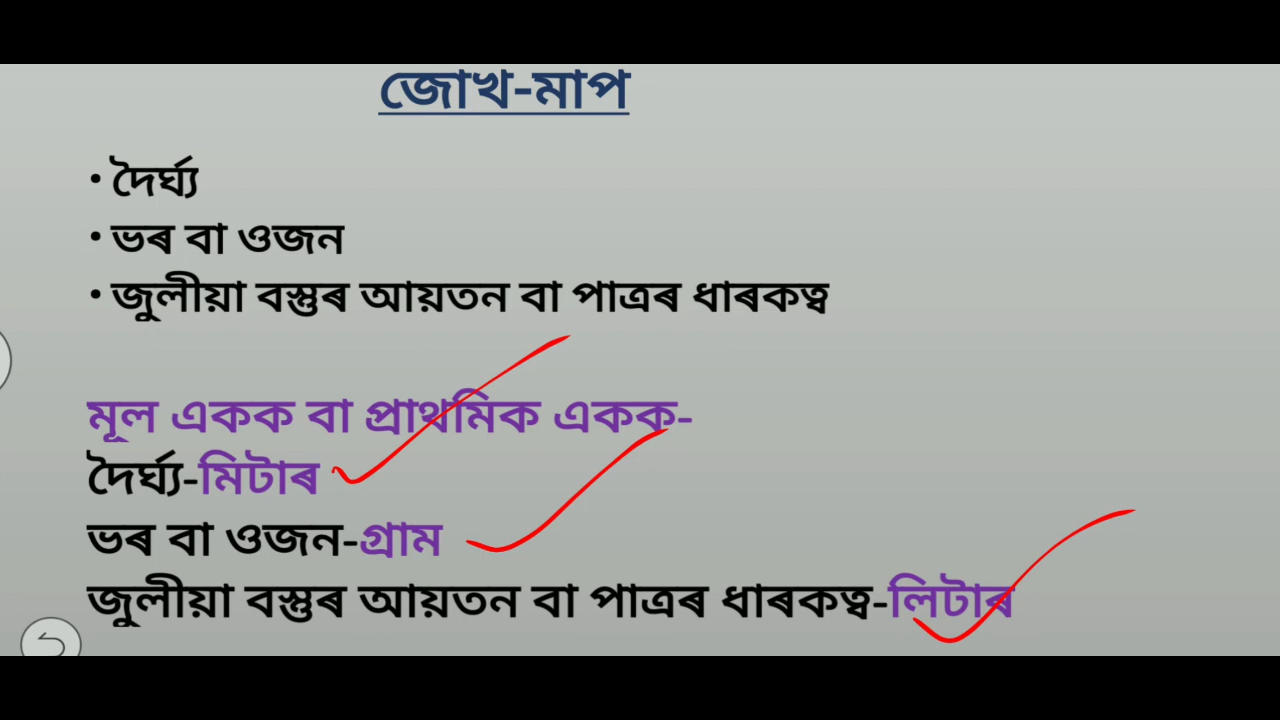 জোখ-মাপ
• দৈৰ্ঘ্য
• ভৰ বা ওজন
• জুলীয়া বস্তুৰ আয়তন বা পাত্ৰৰ ধাৰকত্ব
মূল একক বা প্ৰাথমিক একক-
দৈৰ্ঘ্য-মিটাৰ
ভৰ বা ওজন-গ্ৰাম
জুলীয়া বস্তুৰ আয়তন বা পাত্ৰৰ ধাৰকত্ব-লিটাৰ